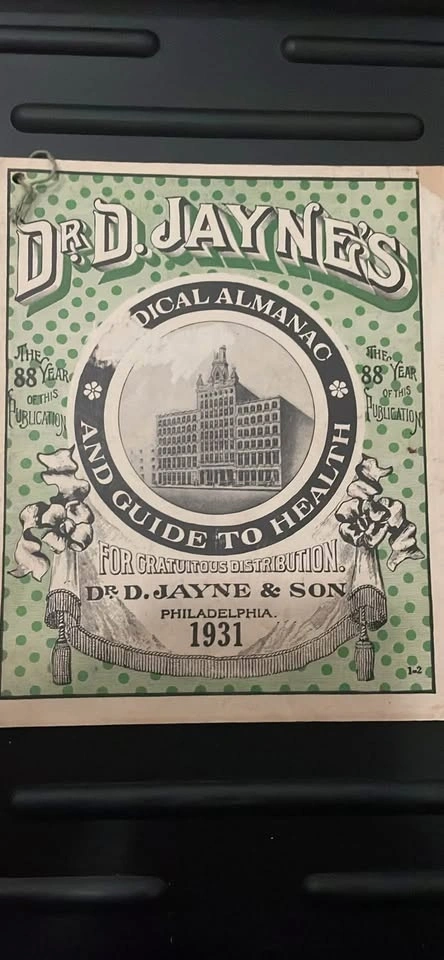 DR. D. JAYNE'S
DICAL ALMANAC
AND GUIDE TO HEALTH
THE
88 YEAR
OF THIS
PUBLICATION
THE
88 YEAR
OF THIS
PUBLICATION
FOR GRATUITOUS DISTRIBUTION.
DR. D. JAYNE & SON
PHILADELPHIA.
1931
1-2